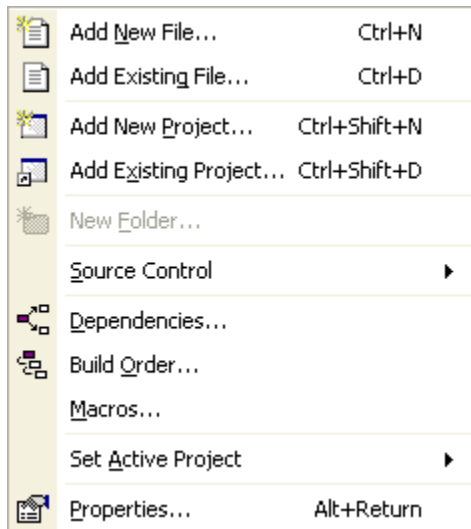 Add New File... Ctrl+N
Add Existing File... Ctrl+D
Add New Project... Ctrl+Shift+N
Add Existing Project... Ctrl+Shift+D
New Folder...
Source Control
Dependencies...
Build Order...
Macros...
Set Active Project
Properties... Alt+Return